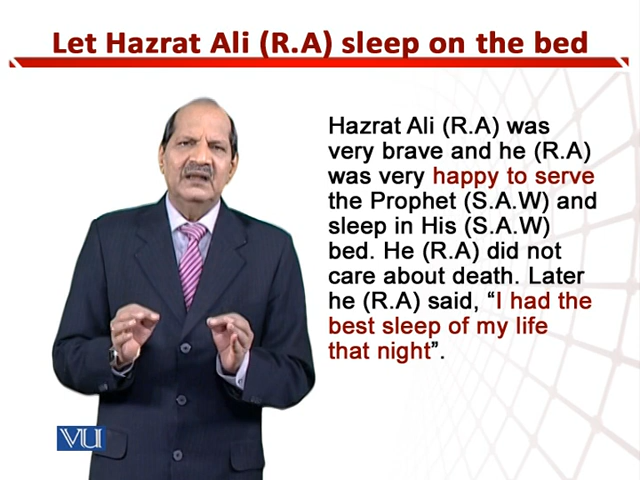 Let Hazrat Ali (R.A) sleep on the bed
Hazrat Ali (R.A) was
very brave and he (R.A)
was very happy to serve
the Prophet (S.A.W) and
sleep in His (S.A.W)
bed. He (R.A) did not
care about death. Later
he (R.A) said, “I had the
best sleep of my life
that night”.
VU